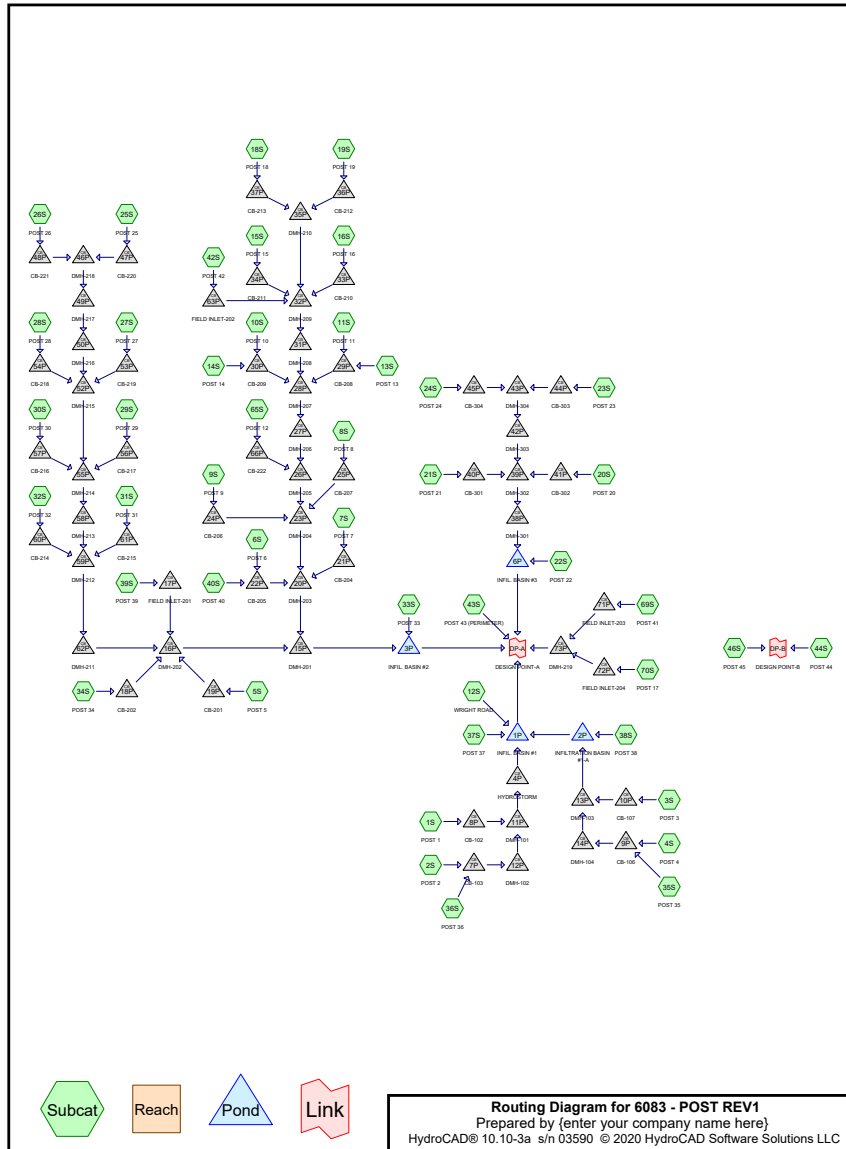 18S
POST 18
19S
POST 19
37P
CB-213
35P
DMH-210
36P
CB-212
26S
POST 26
25S
POST 25
48P
CB-221
46P
DMH-218
47P
CB-220
15S
POST 15
16S
POST 16
42S
POST 42
34P
CB-211
33P
CB-210
63P
FIELD INLET-202
32P
DMH-209
49P
DMH-217
28S
POST 28
27S
POST 27
50P
DMH-216
10S
POST 10
11S
POST 11
31P
DMH-208
54P
CB-218
52P
DMH-215
53P
CB-219
14S
POST 14
30P
CB-209
28P
DMH-207
29P
CB-208
13S
POST 13
24S
POST 24
45P
CB-304
43P
DMH-304
44P
CB-303
23S
POST 23
30S
POST 30
29S
POST 29
65S
POST 12
27P
DMH-206
8S
POST 8
42P
DMH-303
57P
CB-216
55P
DMH-214
56P
CB-217
66P
CB-222
26P
DMH-205
25P
CB-207
21S
POST 21
40P
CB-301
39P
DMH-302
41P
CB-302
20S
POST 20
9S
POST 9
32S
POST 32
31S
POST 31
58P
DMH-213
24P
CB-206
23P
DMH-204
7S
POST 7
38P
DMH-301
60P
CB-214
59P
DMH-212
61P
CB-215
6S
POST 6
21P
CB-204
6P
INFIL. BASIN #3
22S
POST 22
39S
POST 39
17P
FIELD INLET-201
40S
POST 40
22P
CB-205
20P
DMH-203
33S
POST 33
43S
POST 43 (PERIMETER)
71P
FIELD INLET-203
69S
POST 41
62P
DMH-211
16P
DMH-202
15P
DMH-201
3P
INFIL. BASIN #2
DP-A
DESIGN POINT-A
73P
DMH-219
46S
POST 45
DP-B
DESIGN POINT-B
44S
POST 44
72P
FIELD INLET-204
70S
POST 17
34S
POST 34
18P
CB-202
19P
CB-201
5S
POST 5
12S
WRIGHT ROAD
37S
POST 37
1P
INFIL. BASIN #1
2P
INFILTRATION BASIN
#1-A
38S
POST 38
4P
HYDROSTORM
13P
DMH-103
10P
CB-107
3S
POST 3
1S
POST 1
8P
CB-102
11P
DMH-101
14P
DMH-104
9P
CB-106
4S
POST 4
2S
POST 2
7P
CB-103
12P
DMH-102
35S
POST 35
36S
POST 36
Subcat
Reach
Pond
Link
Routing Diagram for 6083 - POST REV1
Prepared by {enter your company name here}
HydroCAD® 10.10-3a s/n 03590 © 2020 HydroCAD Software Solutions LLC